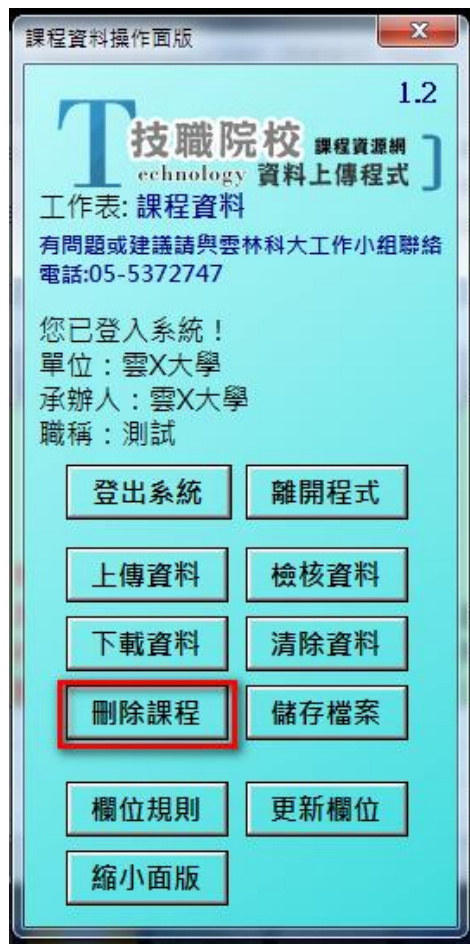 課程資料操作面版
1.2
技職院校 課程資源網
Technology 資料上傳程式
工作表: 課程資料
有問題或建議請與雲林科大工作小組聯絡
電話:05-5372747
您已登入系統！
單位：雲X大學
承辦人：雲X大學
職稱：測試
登出系統 離開程式
上傳資料 檢核資料
下載資料 清除資料
刪除課程 儲存檔案
欄位規則 更新欄位
縮小面版